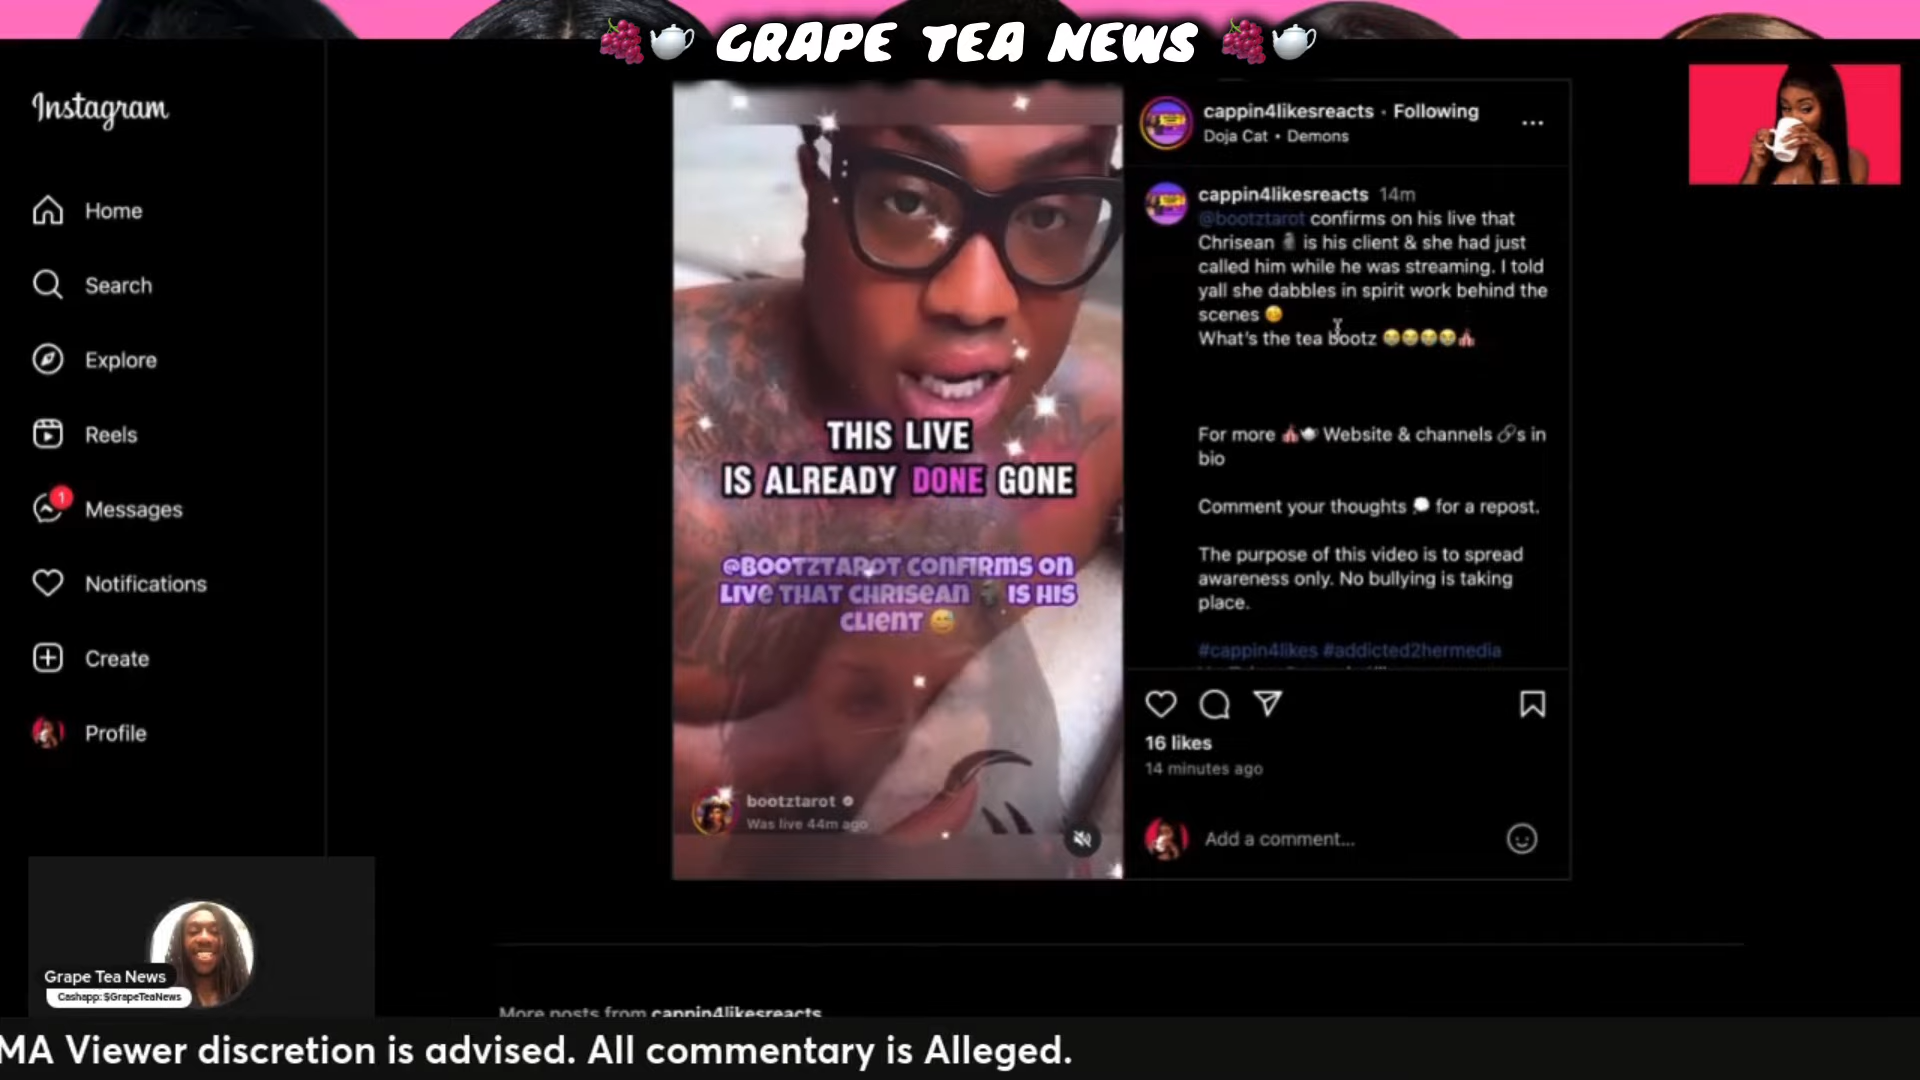 GRAPE TEA NEWS
Instagram
Home
Search
Explore
Reels
1
Messages
Notifications
Create
Profile
THIS LIVE
IS ALREADY DONE GONE
@BOOTZTAROT CONFIRMS ON
LIVE THAT CHRISEAN IS HIS
CLIENT
bootztarot
Was live 44m ago
cappin4likesreacts • Following
Doja Cat • Demons
cappin4likesreacts 14m
@bootztarot confirms on his live that
Chrisean is his client & she had just
called him while he was streaming. I told
yall she dabbles in spirit work behind the
scenes
What's the tea bootz
For more Website & channels s in
bio
Comment your thoughts for a repost.
The purpose of this video is to spread
awareness only. No bullying is taking
place.
#cappin4likes #addicted2hermedia
16 likes
14 minutes ago
Add a comment...
Grape Tea News
Cashapp: $GrapeTeaNews
More posts from cappin4likesreacts
MA Viewer discretion is advised. All commentary is Alleged.